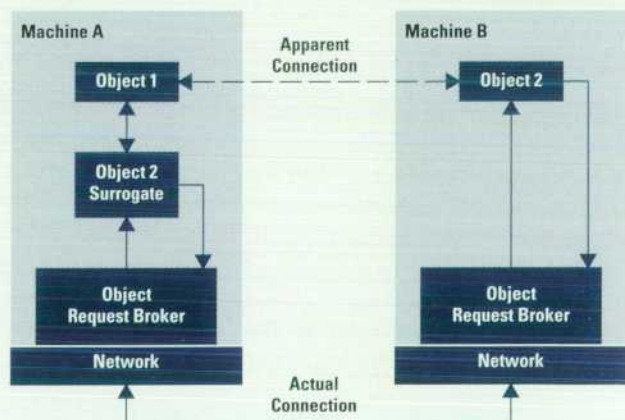 Machine A
Object 1
Object 2
Surrogate
Object
Request Broker
Network
Apparent
Connection
Actual
Connection
Machine B
Object 2
Object
Request Broker
Network